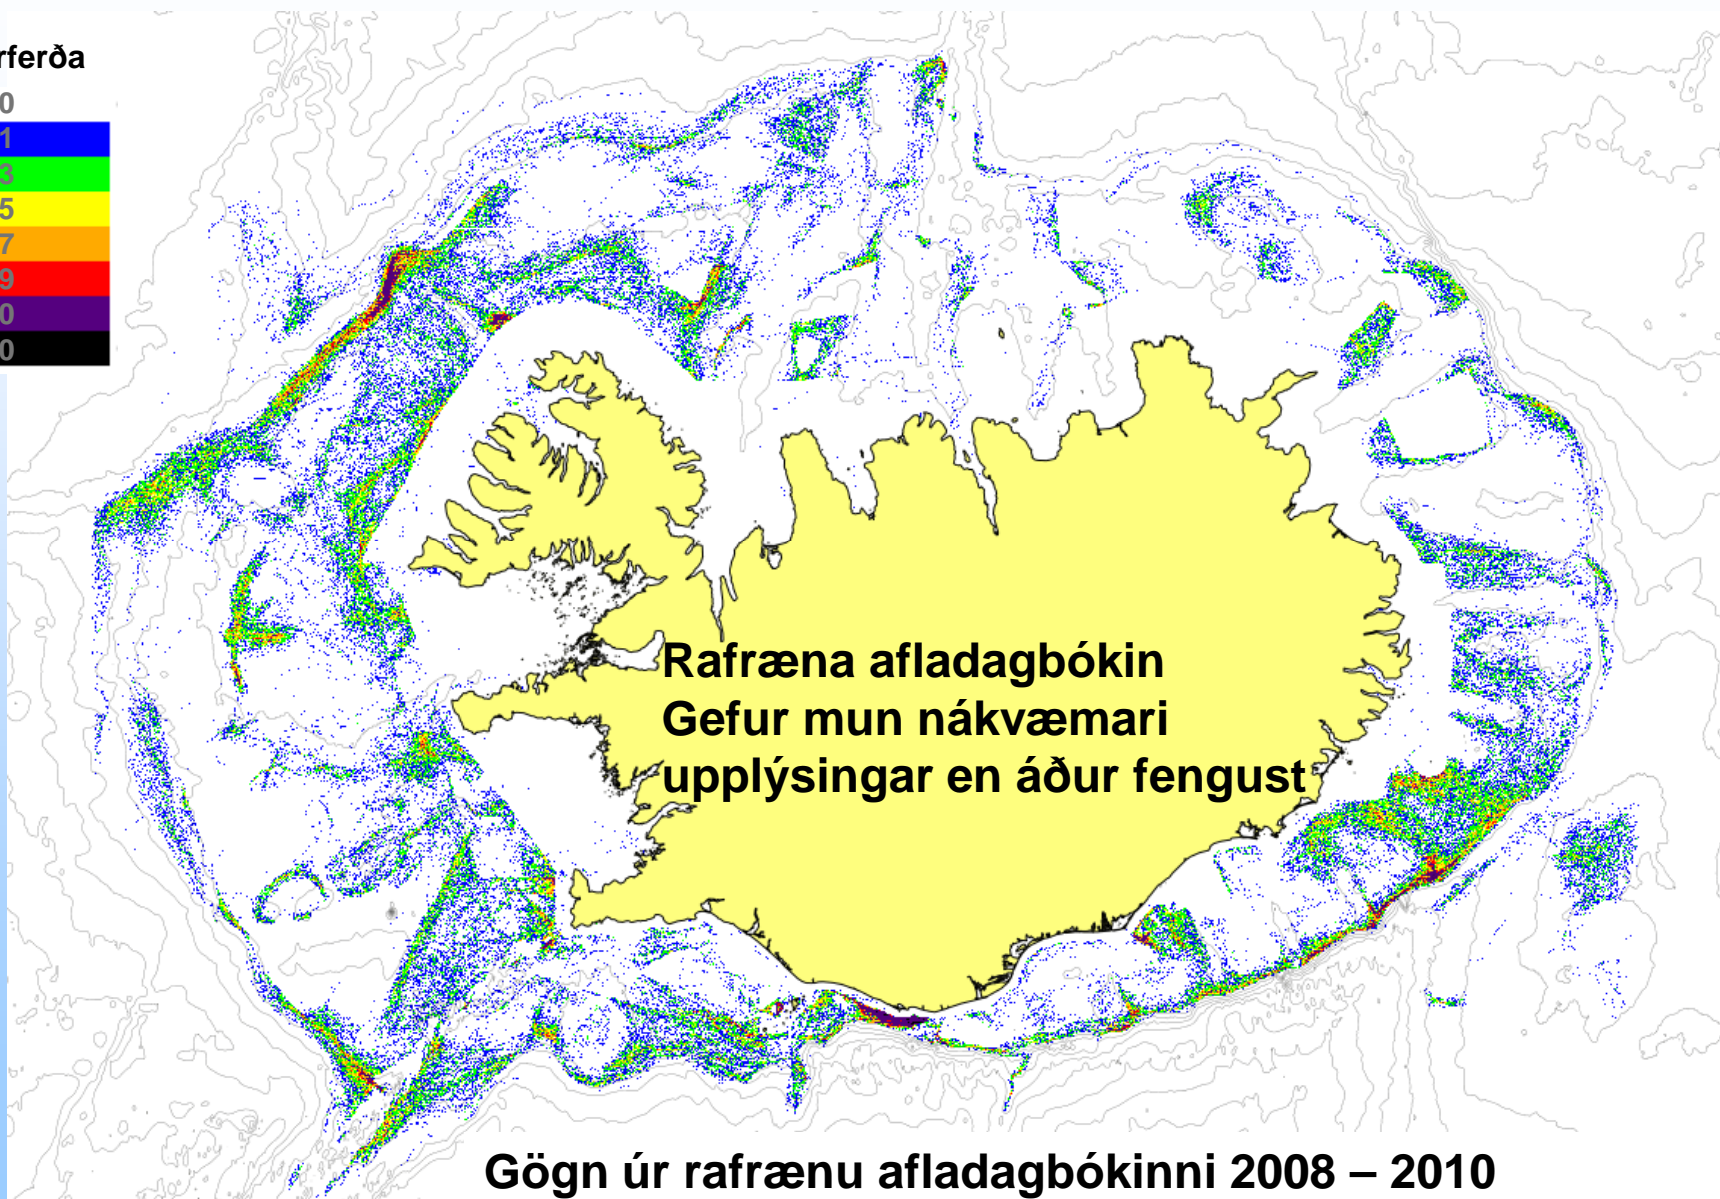 rferða
0
1
3
5
7
9
0
0
Rafræna afladagbókin
Gefur mun nákvæmari
upplýsingar en áður fengust
Gögn úr rafrænu afladagbókinni 2008 – 2010